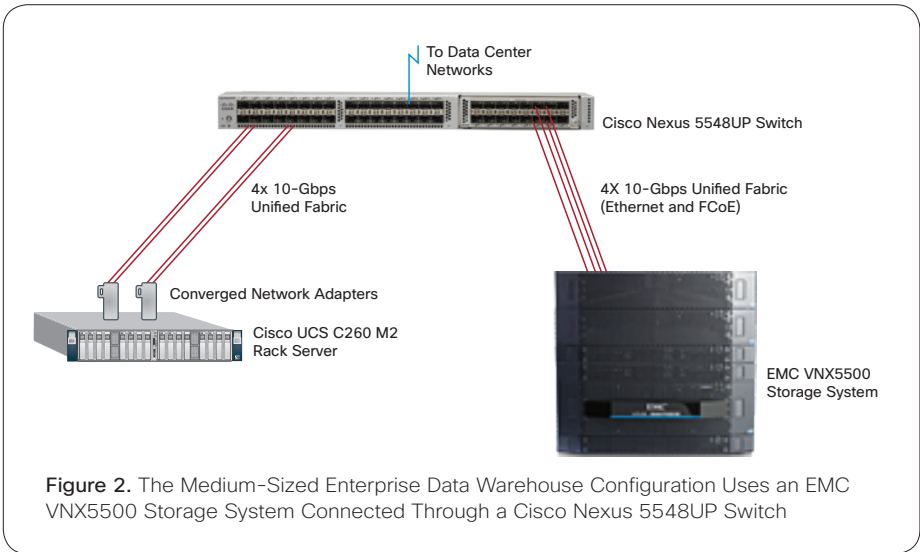 To Data Center
Networks
Cisco Nexus 5548UP Switch
4x 10-Gbps
Unified Fabric
4X 10-Gbps Unified Fabric
(Ethernet and FCoE)
Converged Network Adapters
Cisco UCS C260 M2
Rack Server
EMC VNX5500
Storage System
EMC
Figure 2. The Medium-Sized Enterprise Data Warehouse Configuration Uses an EMC
VNX5500 Storage System Connected Through a Cisco Nexus 5548UP Switch